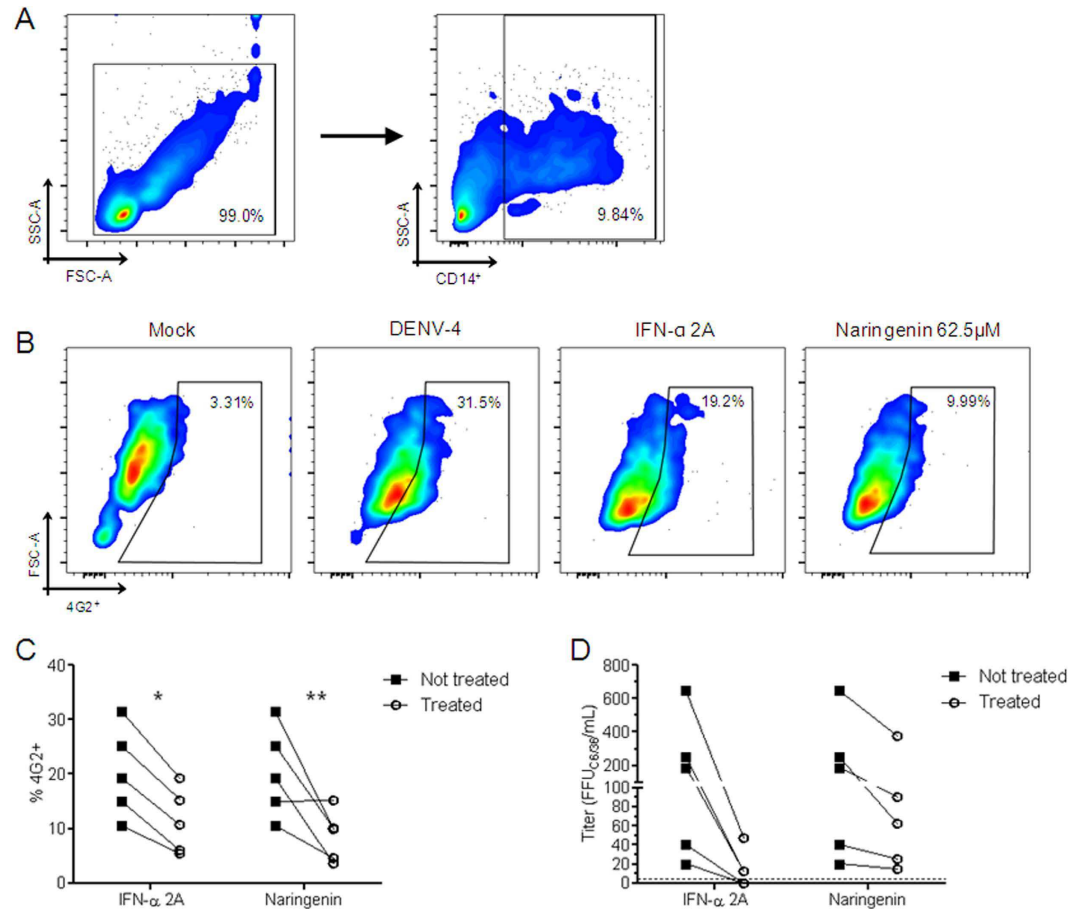 A
SSC-A
99.0%
FSC-A
SSC-A
9.84%
CD14⁺
B
Mock
DENV-4
IFN-α 2A
Naringenin 62.5µM
3.31%
31.5%
19.2%
9.99%
FSC-A
4G2⁺
C
40
30
20
10
0
% 4G2+
*
**
IFN-α 2A
Naringenin
Not treated
Treated
D
800
600
400
200
100
80
60
40
20
0
Titer (FFU_C6/36/mL)
IFN-α 2A
Naringenin
Not treated
Treated